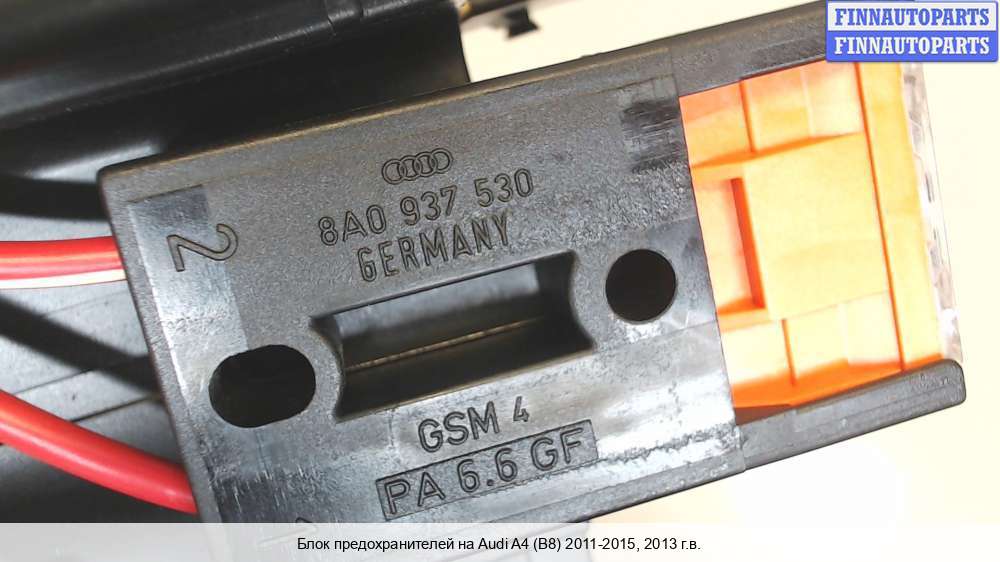 FINNAUTOPARTS
FINNAUTOPARTS
8A0 937 530
GERMANY
2
GSM 4
PA 6.6 GF
Блок предохранителей на Audi A4 (B8) 2011-2015, 2013 г.в.